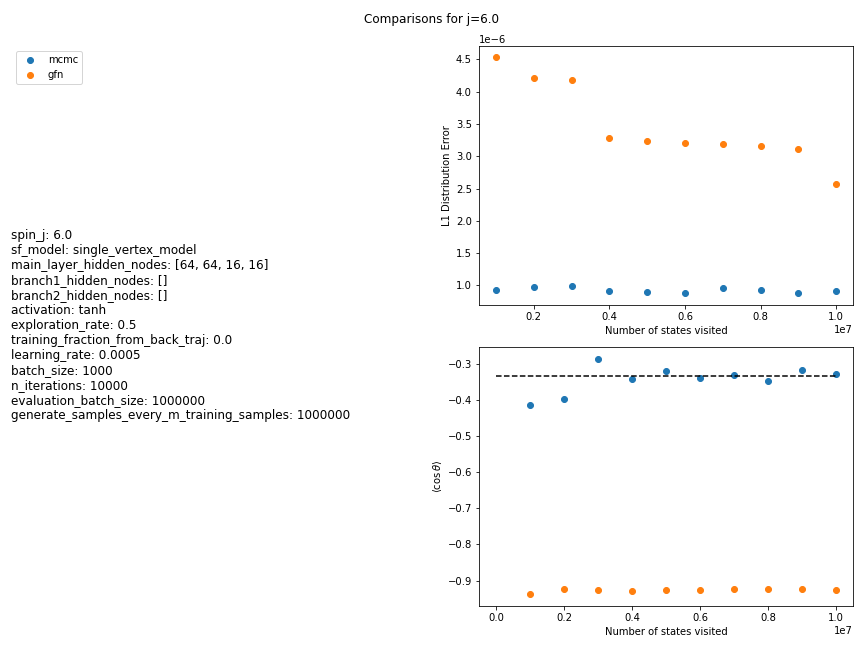 Comparisons for j=6.0
mcmc
gfn
spin_j: 6.0
sf_model: single_vertex_model
main_layer_hidden_nodes: [64, 64, 16, 16]
branch1_hidden_nodes: []
branch2_hidden_nodes: []
activation: tanh
exploration_rate: 0.5
training_fraction_from_back_traj: 0.0
learning_rate: 0.0005
batch_size: 1000
n_iterations: 10000
evaluation_batch_size: 1000000
generate_samples_every_m_training_samples: 1000000
1e−6
4.5
4.0
3.5
3.0
2.5
2.0
1.5
1.0
L1 Distribution Error
0.2 0.4 0.6 0.8 1.0
Number of states visited
1e7
−0.3
−0.4
−0.5
−0.6
−0.7
−0.8
−0.9
⟨cos θ⟩
0.0 0.2 0.4 0.6 0.8 1.0
Number of states visited
1e7